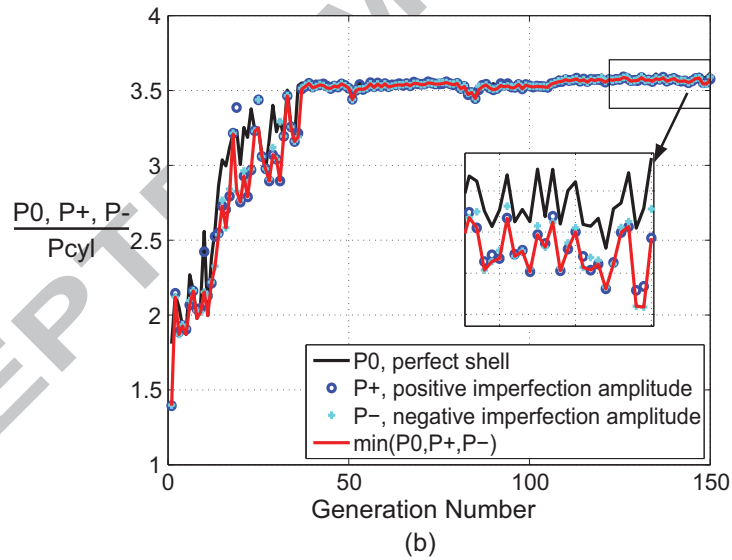 4
3.5
3
2.5
2
1.5
1
P0, P+, P-
Pcyl
P0, perfect shell
P+, positive imperfection amplitude
P−, negative imperfection amplitude
min(P0,P+,P−)
0 50 100 150
Generation Number
(b)
EPTE